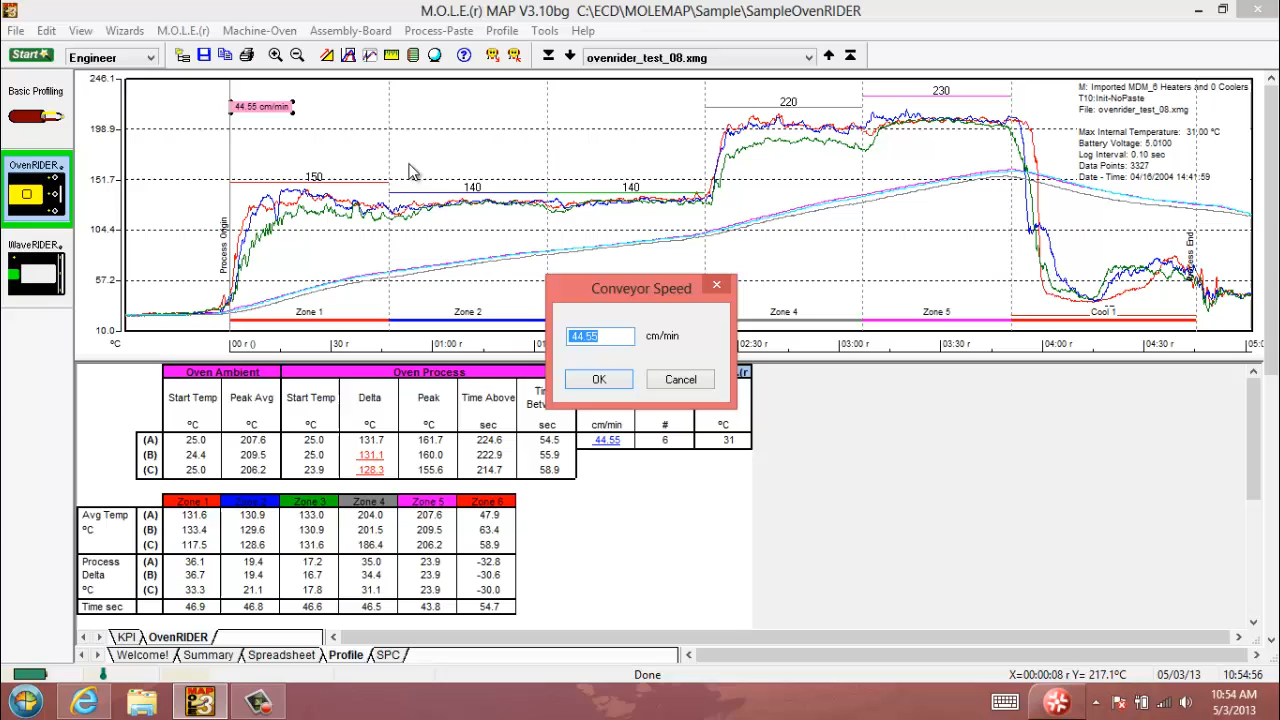 M.O.L.E.(r) MAP V3.10bg C:\ECD\MOLEMAP\Sample\SampleOvenRIDER
File Edit View Wizards M.O.L.E.(r) Machine-Oven Assembly-Board Process-Paste Profile Tools Help
Start Engineer ovenrider_test_08.xmg
Basic Profiling
OvenRIDER
WaveRIDER
248.1
198.9
151.7
104.4
57.2
10.0
ºC
44.55 cm/min
150
140
140
220
230
Process Origin
Process End
M: Imported MDM_6 Heaters and 0 Coolers
T10:Init-NoPaste
File: ovenrider_test_08.xmg
Max Internal Temperature: 31.00 ºC
Battery Voltage: 5.0100
Log Interval: 0.10 sec
Data Points: 3327
Date - Time: 04/16/2004 14:41:59
Zone 1 Zone 2 Zone 4 Zone 5 Cool 1
:00 r() :30 r 01:00 02:30 r 03:00 r 03:30 r 04:00 r 04:30 r
Conveyor Speed
44.55 cm/min
OK Cancel
Oven Ambient Oven Process
Start Temp Peak Avg Start Temp Delta Peak Time Above
ºC ºC ºC ºC ºC sec sec cm/min # ºC
(A) 25.0 207.6 25.0 131.7 161.7 224.6 54.5 44.55 6 31
(B) 24.4 209.5 25.0 131.1 160.0 222.9 55.9
(C) 25.0 206.2 23.9 128.3 155.6 214.7 58.9
Zone 1 Zone 2 Zone 3 Zone 4 Zone 5 Zone 6
Avg Temp (A) 131.6 130.9 133.0 204.0 207.6 47.9
ºC (B) 133.4 129.6 130.9 201.5 209.5 63.4
(C) 117.5 128.6 131.6 186.4 206.2 58.9
Process (A) 36.1 19.4 17.2 35.0 23.9 -32.8
Delta (B) 36.7 19.4 16.7 34.4 23.9 -30.6
ºC (C) 33.3 21.1 17.8 31.1 23.9 -30.0
Time sec 46.9 46.8 46.6 46.5 43.8 54.7
KPI OvenRIDER
Welcome! Summary Spreadsheet Profile SPC
Done X=00:00:08 r Y: 217.1ºC 05/03/13 10:54:56
10:54 AM
5/3/2013